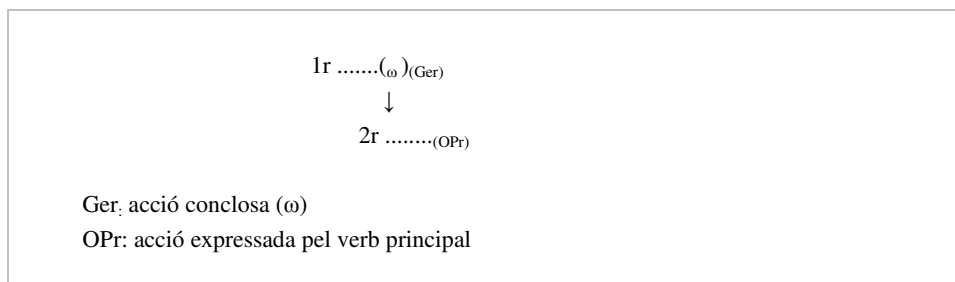 1r .......(ω )(Ger)
↓
2r ........(OPr)
Ger: acció conclosa (ω)
OPr: acció expressada pel verb principal